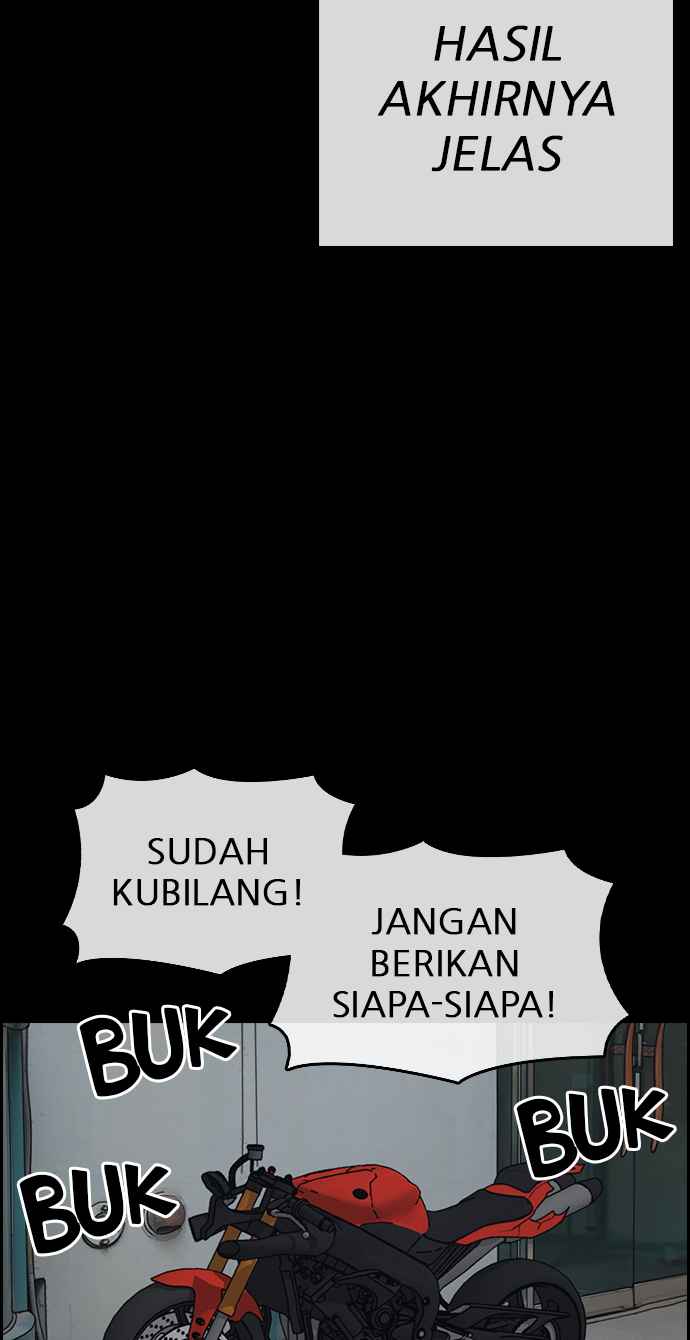 HASIL
AKHIRNYA
JELAS
SUDAH
KUBILANG!
JANGAN
BERIKAN
SIAPA-SIAPA!
BUK
BUK
BUK